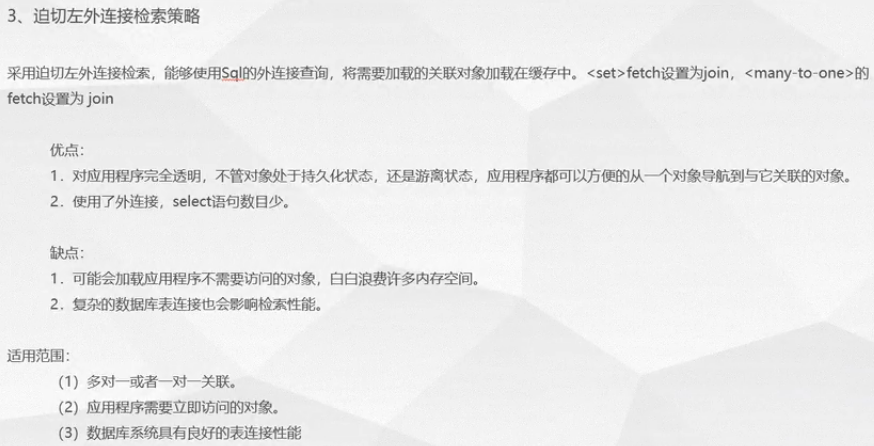 3、迫切左外连接检索策略
采用迫切左外连接检索，能够使用Sql的外连接查询，将需要加载的关联对象加载在缓存中。<set>fetch设置为join，<many-to-one>的
fetch设置为 join
优点：
1．对应用程序完全透明，不管对象处于持久化状态，还是游离状态，应用程序都可以方便的从一个对象导航到与它关联的对象。
2．使用了外连接，select语句数目少。
缺点：
1．可能会加载应用程序不需要访问的对象，白白浪费许多内存空间。
2．复杂的数据库表连接也会影响检索性能。
适用范围：
（1）多对一或者一对一关联。
（2）应用程序需要立即访问的对象。
（3）数据库系统具有良好的表连接性能